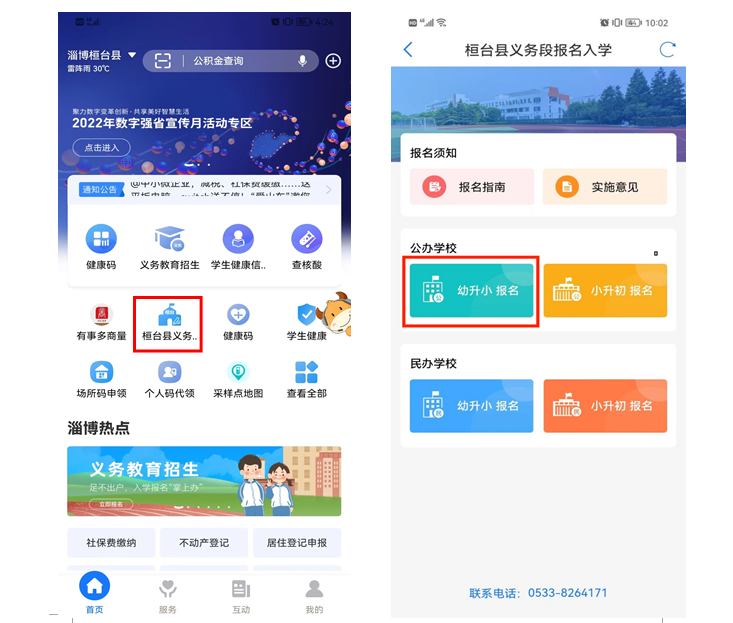 4:26
淄博桓台县
雷阵雨 30℃
公积金查询
聚力数字变革创新·共享美好智慧生活
2022年数字强省宣传月活动专区
点击进入
通知公告
@中小微企业，减税、社保费缓缴……这
健康码
义务教育招生
学生健康信..
查核酸
有事多商量
桓台县义务..
健康码
学生健康
场所码申领
个人码代领
采样点地图
查看全部
淄博热点
义务教育招生
足不出户，入学报名"掌上办"
立即报名
社保费缴纳
不动产登记
居住登记申报
首页
服务
互动
我的
10:02
桓台县义务段报名入学
报名须知
报名指南
实施意见
公办学校
幼升小 报名
小升初 报名
民办学校
幼升小 报名
小升初 报名
联系电话：0533-8264171